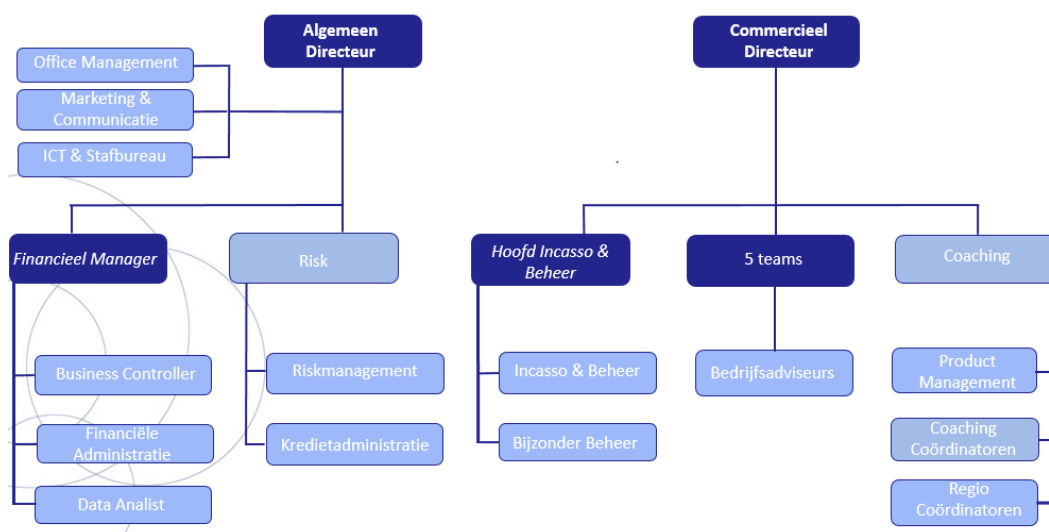 Algemeen
Directeur
Commercieel
Directeur
Office Management
Marketing &
Communicatie
ICT & Stafbureau
Financieel Manager
Risk
Hoofd Incasso &
Beheer
5 teams
Coaching
Business Controller
Riskmanagement
Incasso & Beheer
Bedrijfsadviseurs
Product
Management
Financiële
Administratie
Kredietadministratie
Bijzonder Beheer
Coaching
Coördinatoren
Data Analist
Regio
Coördinatoren